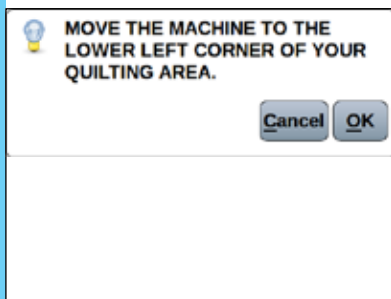 MOVE THE MACHINE TO THE
LOWER LEFT CORNER OF YOUR
QUILTING AREA.
Cancel OK